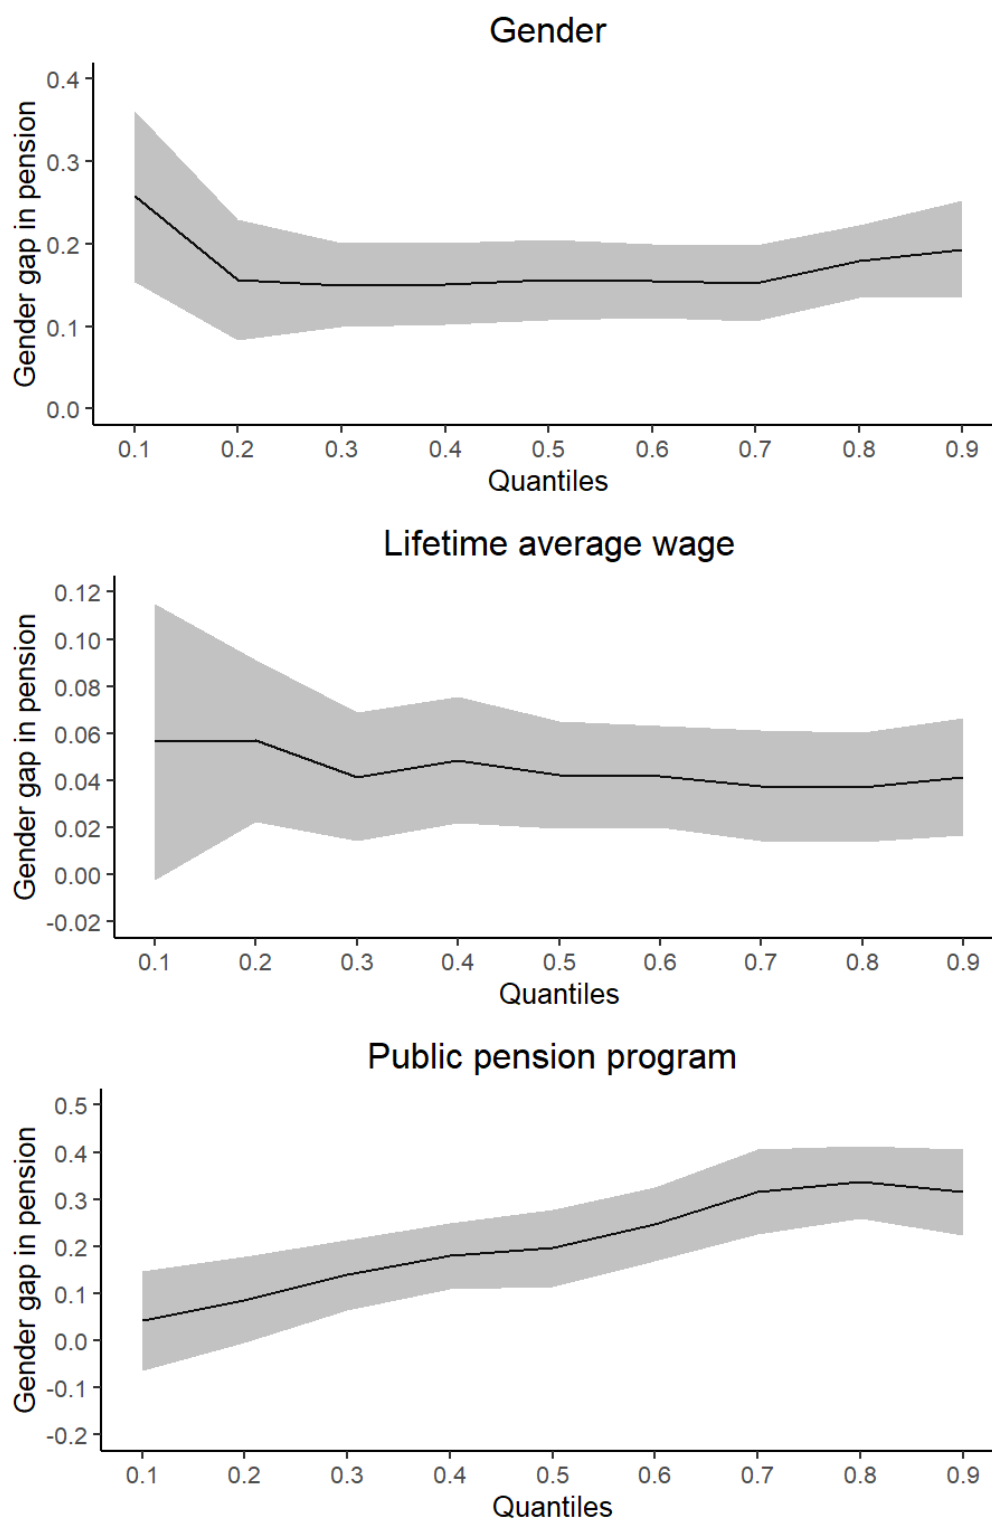 Gender
Gender gap in pension
0.4
0.3
0.2
0.1
0.0
0.1 0.2 0.3 0.4 0.5 0.6 0.7 0.8 0.9
Quantiles
Lifetime average wage
Gender gap in pension
0.12
0.10
0.08
0.06
0.04
0.02
0.00
-0.02
0.1 0.2 0.3 0.4 0.5 0.6 0.7 0.8 0.9
Quantiles
Public pension program
Gender gap in pension
0.5
0.4
0.3
0.2
0.1
0.0
-0.1
-0.2
0.1 0.2 0.3 0.4 0.5 0.6 0.7 0.8 0.9
Quantiles